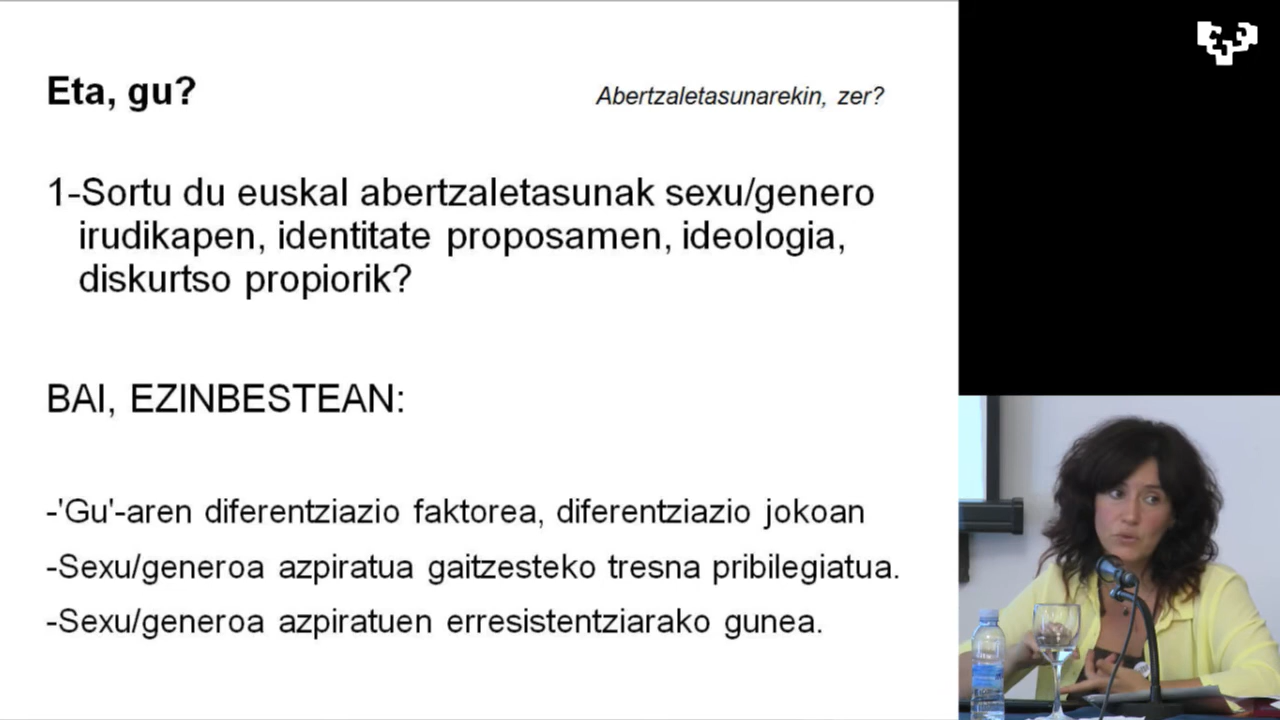 Eta, gu?
Abertzaletasunarekin, zer?
1-Sortu du euskal abertzaletasunak sexu/genero
irudikapen, identitate proposamen, ideologia,
diskurtso propiorik?
BAI, EZINBESTEAN:
-'Gu'-aren diferentziazio faktorea, diferentziazio jokoan
-Sexu/generoa azpiratua gaitzesteko tresna pribilegiatua.
-Sexu/generoa azpiratuen erresistentziarako gunea.